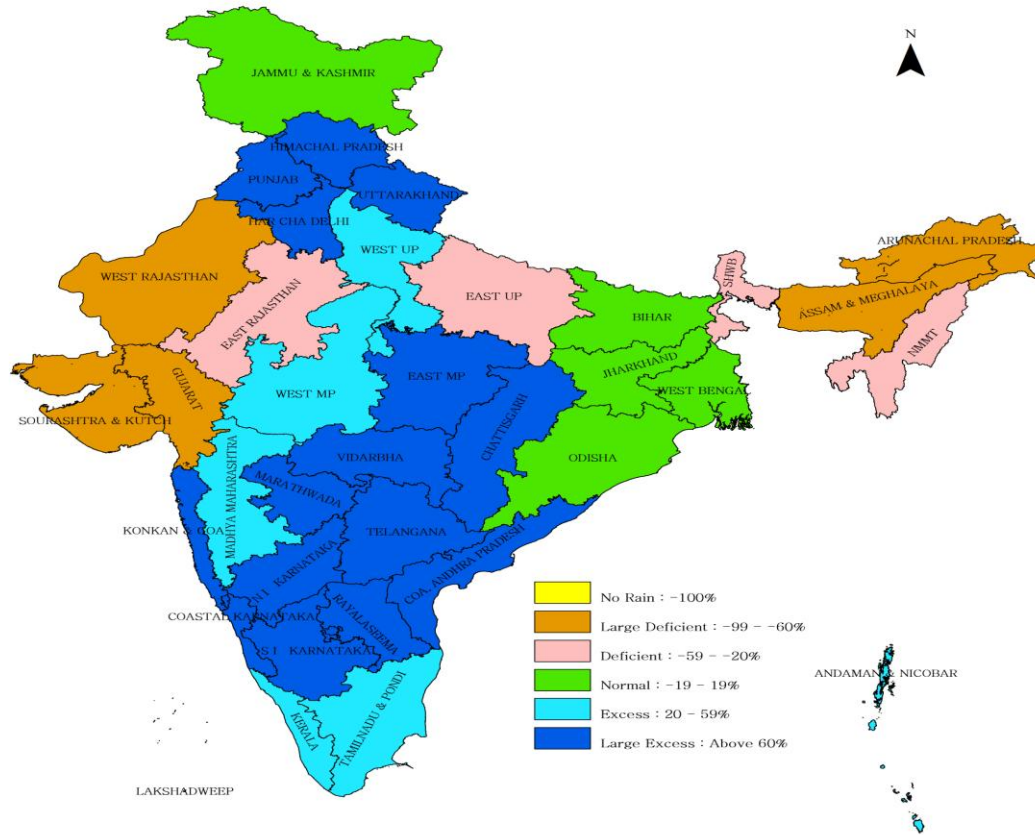 N
JAMMU & KASHMIR
HIMACHAL PRADESH
PUNJAB
UTTARAKHAND
HAR CHA DELHI
WEST UP
ARUNACHAL PRADESH
WEST RAJASTHAN
SHWB
EAST RAJASTHAN
EAST UP
ASSAM & MEGHALAYA
BIHAR
NMMT
JHARKHAND
GUJARAT
EAST MP
WEST MP
WEST BENGAL
SOURASHTRA & KUTCH
CHATTISGARH
VIDARBHA
ODISHA
MARATHWADA
MADHYA MAHARASHTRA
KONKAN & GOA
TELANGANA
COA. ANDHRA PRADESH
N I KARNATAKA
No Rain : -100%
COASTAL KARNATAKA
RAYALASEEMA
Large Deficient : -99 - -60%
S I KARNATAKA
Deficient : -59 - -20%
ANDAMAN & NICOBAR
Normal : -19 - 19%
KERALA
TAMILNADU & PONDI
Excess : 20 - 59%
Large Excess : Above 60%
LAKSHADWEEP